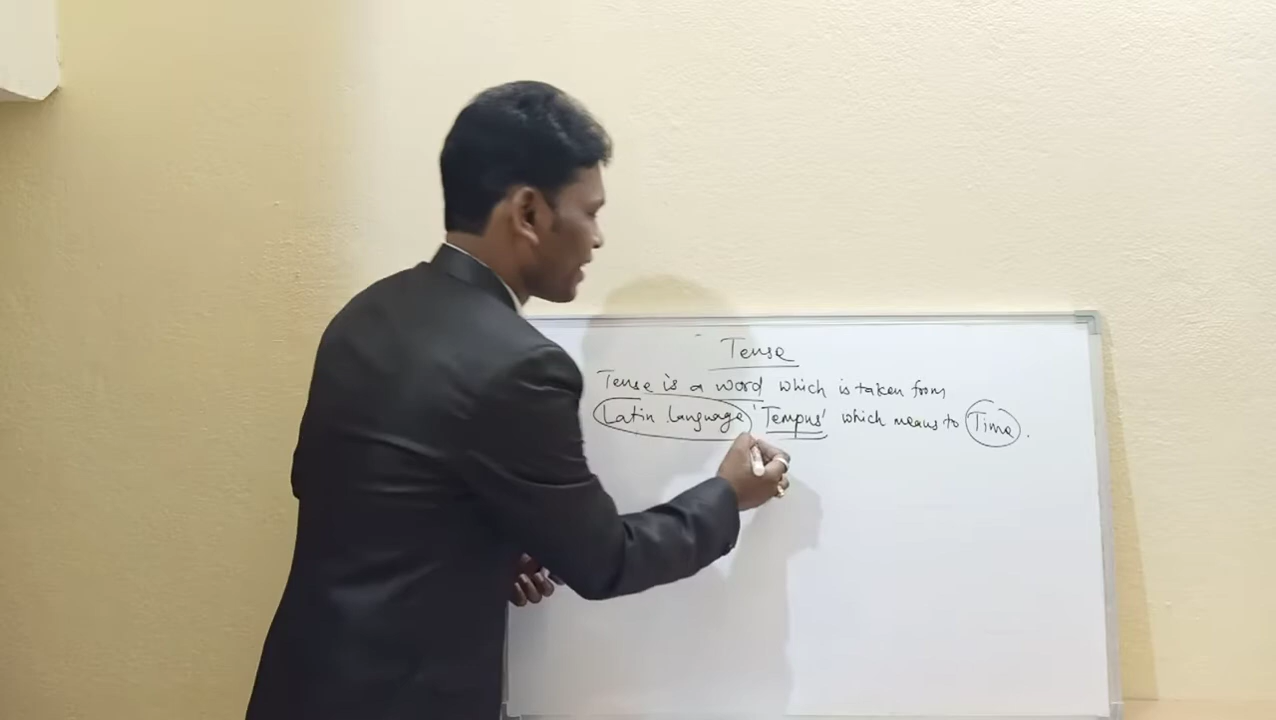 Tense
Tense is a word which is taken from
Latin language 'Tempus' which means to Time.